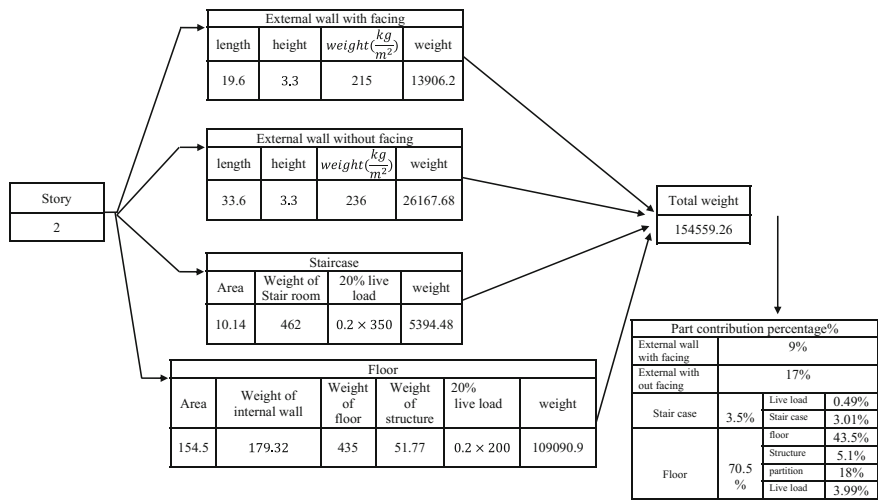 External wall with facing
length height weight(kg/m²) weight
19.6 3.3 215 13906.2
External wall without facing
length height weight(kg/m²) weight
33.6 3.3 236 26167.68
Story
2
Total weight
154559.26
Staircase
Area Weight of Stair room 20% live load weight
10.14 462 0.2 × 350 5394.48
Floor
Area Weight of internal wall Weight of floor Weight of structure 20% live load weight
154.5 179.32 435 51.77 0.2 × 200 109090.9
Part contribution percentage%
External wall with facing 9%
External with out facing 17%
Stair case 3.5% Live load 0.49%
Stair case 3.01%
Floor 70.5 % floor 43.5%
Structure 5.1%
partition 18%
Live load 3.99%